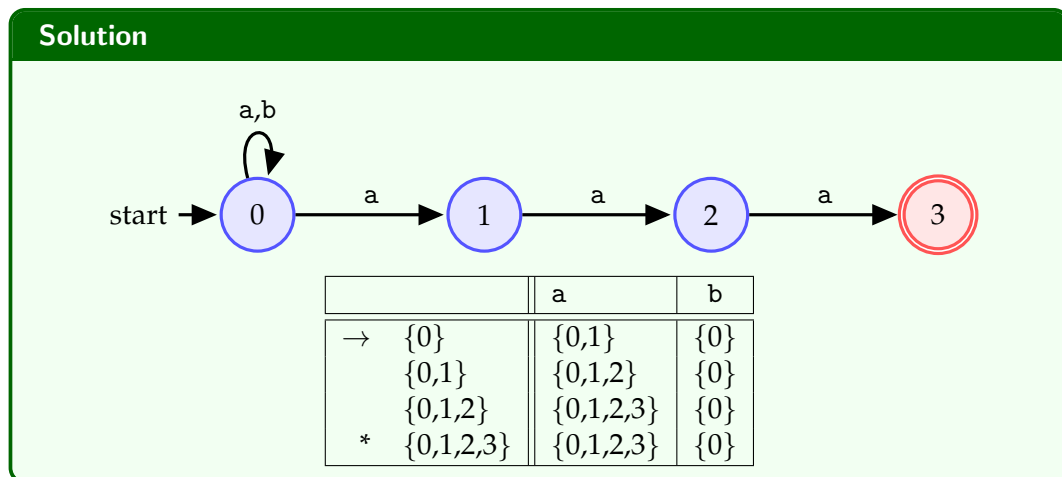 Solution
a,b
start 0 a 1 a 2 a 3
a b
→ {0} {0,1} {0}
{0,1} {0,1,2} {0}
{0,1,2} {0,1,2,3} {0}
* {0,1,2,3} {0,1,2,3} {0}